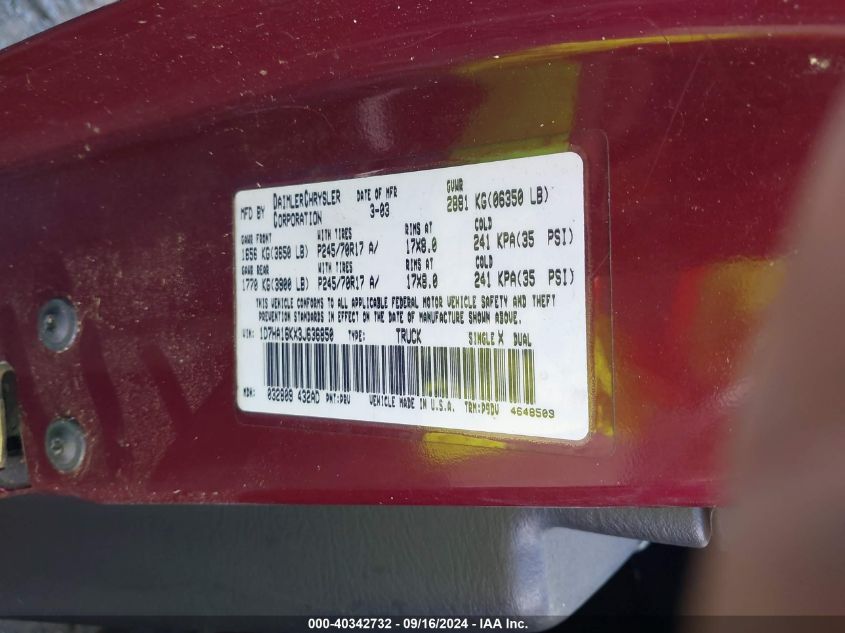 MFD BY DAIMLERCHRYSLER CORPORATION DATE OF MFR 3-03 GVWR 2881 KG(06350 LB)
GAWR FRONT WITH TIRES RIMS AT COLD
1656 KG(3650 LB) P245/70R17 A/ 17X8.0 241 KPA(35 PSI)
GAWR REAR WITH TIRES RIMS AT COLD
1770 KG(3900 LB) P245/70R17 A/ 17X8.0 241 KPA(35 PSI)
THIS VEHICLE CONFORMS TO ALL APPLICABLE FEDERAL MOTOR VEHICLE SAFETY AND THEFT
PREVENTION STANDARDS IN EFFECT ON THE DATE OF MANUFACTURE SHOWN ABOVE.
VIN: 1D7HA16KX3J636850 TYPE: TRUCK SINGLE X DUAL
MDH: 032809 432AD PNT:PBV VEHICLE MADE IN U.S.A. TRM:P9DV 4648503
000-40342732 - 09/16/2024 - IAA Inc.